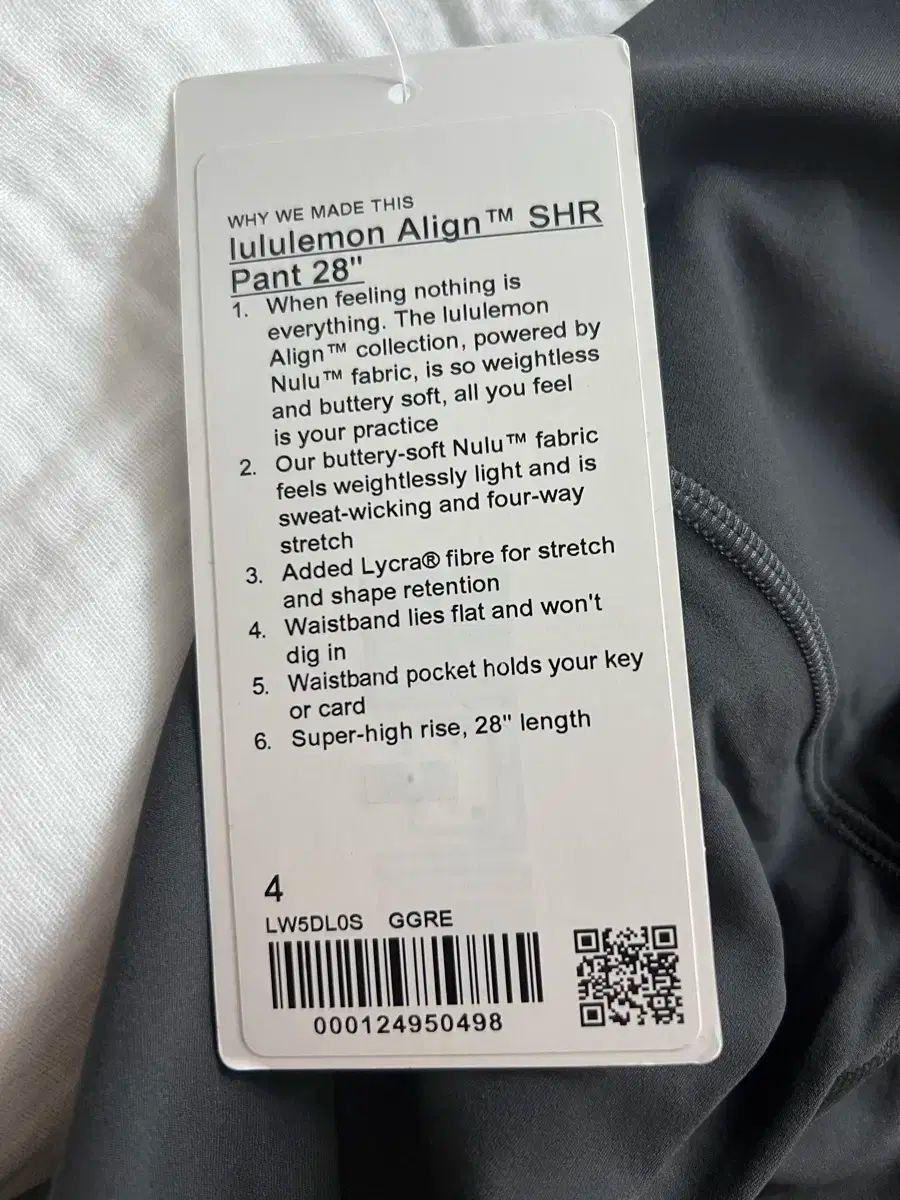 WHY WE MADE THIS
lululemon Align™ SHR
Pant 28"
1. When feeling nothing is
everything. The lululemon
Align™ collection, powered by
Nulu™ fabric, is so weightless
and buttery soft, all you feel
is your practice
2. Our buttery-soft Nulu™ fabric
feels weightlessly light and is
sweat-wicking and four-way
stretch
3. Added Lycra® fibre for stretch
and shape retention
4. Waistband lies flat and won't
dig in
5. Waistband pocket holds your key
or card
6. Super-high rise, 28" length
4
LW5DL0S GGRE
000124950498